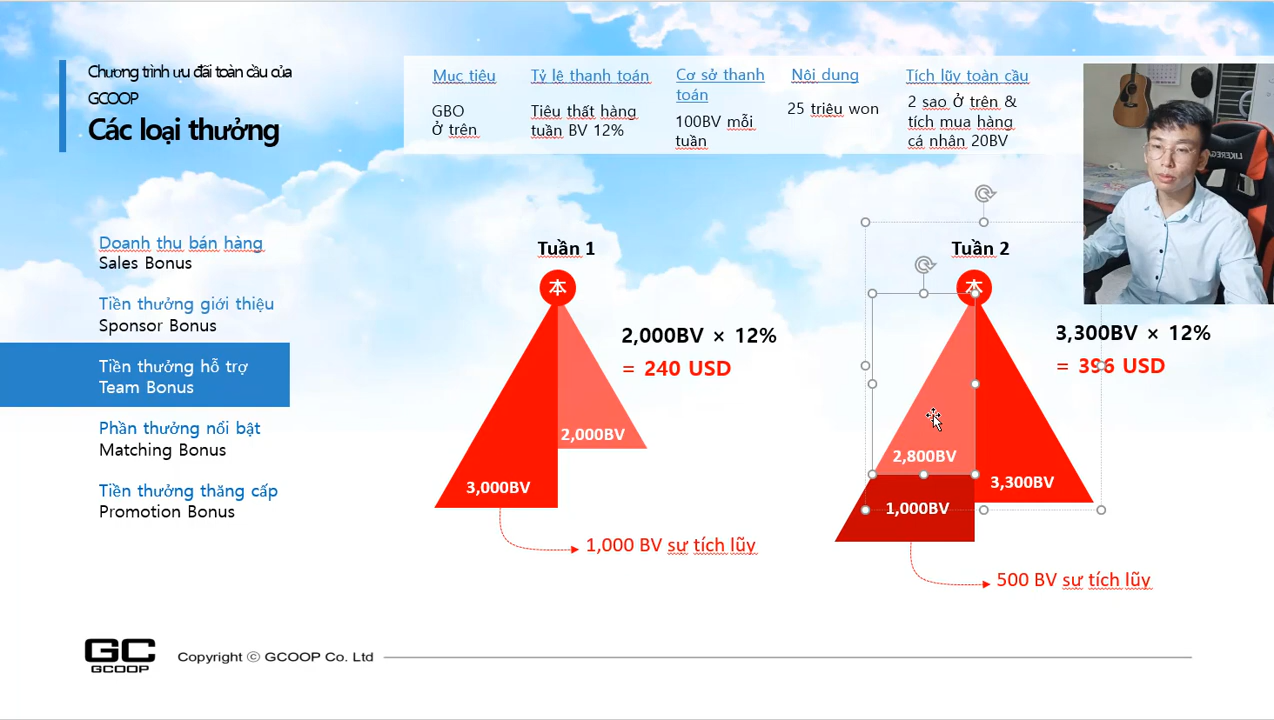 Chương trình ưu đãi toàn cầu của
GCOOP
Các loại thưởng
Mục tiêu
GBO
Ở trên
Tỷ lệ thanh toán
Tiêu thất hàng
tuần BV 12%
Cơ sở thanh
toán
100BV mỗi
tuần
Nội dung
25 triệu won
Tích lũy toàn cầu
2 sao Ở trên &
tích mua hàng
cá nhân 20BV
Doanh thu bán hàng
Sales Bonus
Tiền thưởng giới thiệu
Sponsor Bonus
Tiền thưởng hỗ trợ
Team Bonus
Phần thưởng nổi bật
Matching Bonus
Tiền thưởng thăng cấp
Promotion Bonus
Tuần 1
本
2,000BV × 12%
= 240 USD
2,000BV
3,000BV
1,000 BV sự tích lũy
Tuần 2
本
3,300BV × 12%
= 396 USD
2,800BV
3,300BV
1,000BV
500 BV sự tích lũy
GC
GCOOP
Copyright ⓒ GCOOP Co. Ltd